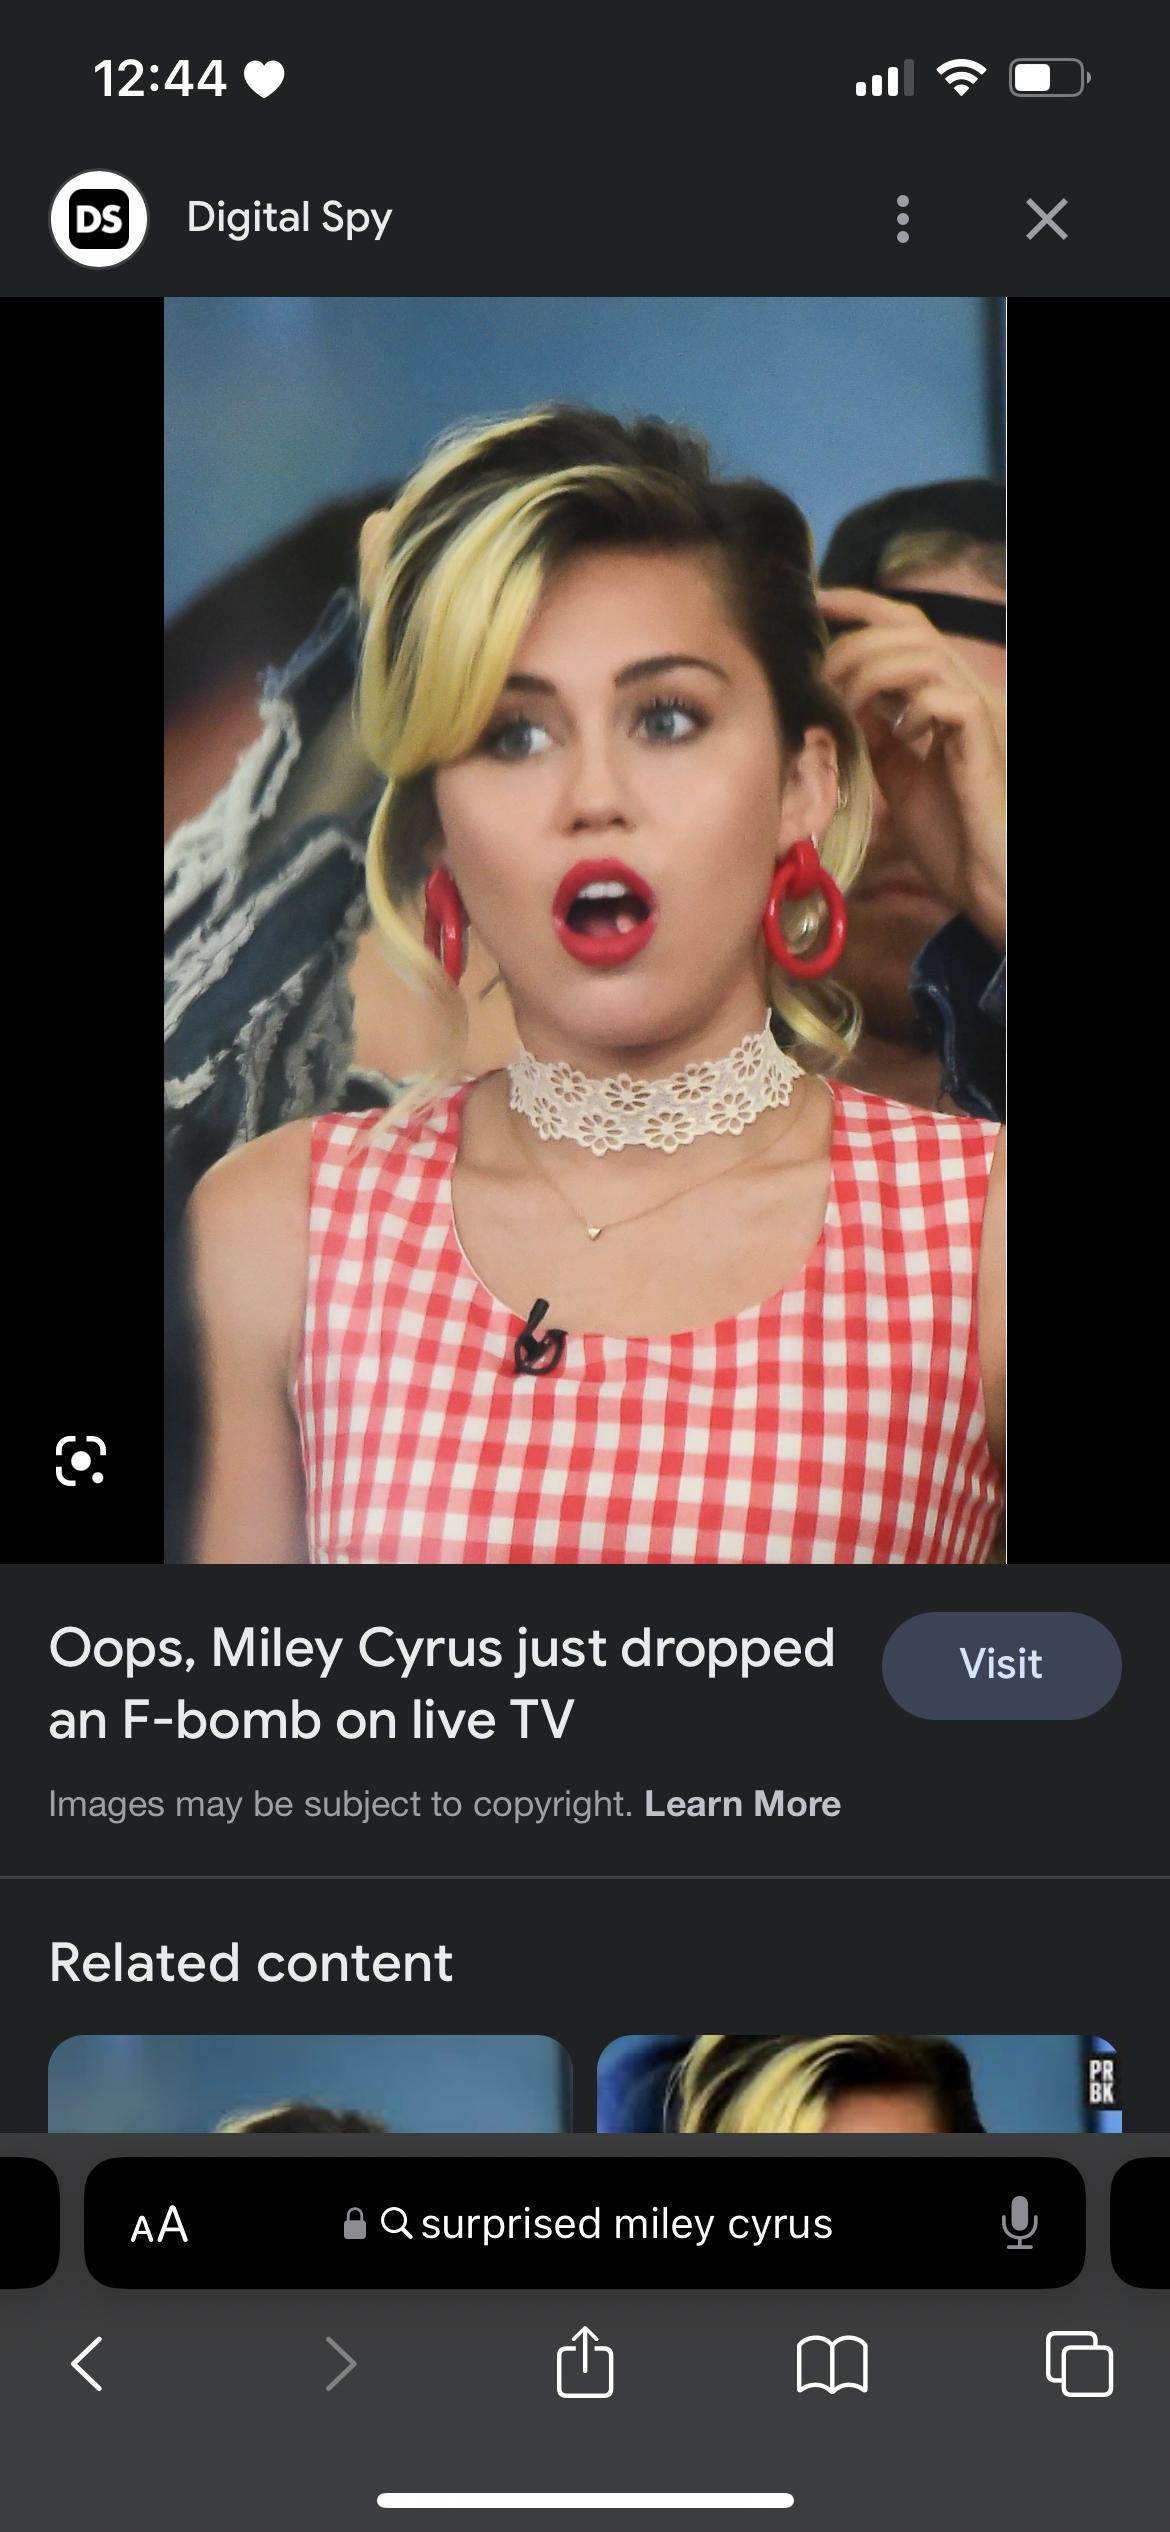 12:44
DS
Digital Spy
Oops, Miley Cyrus just dropped
an F-bomb on live TV
Visit
Images may be subject to copyright. Learn More
Related content
PR
BK
AA
surprised miley cyrus